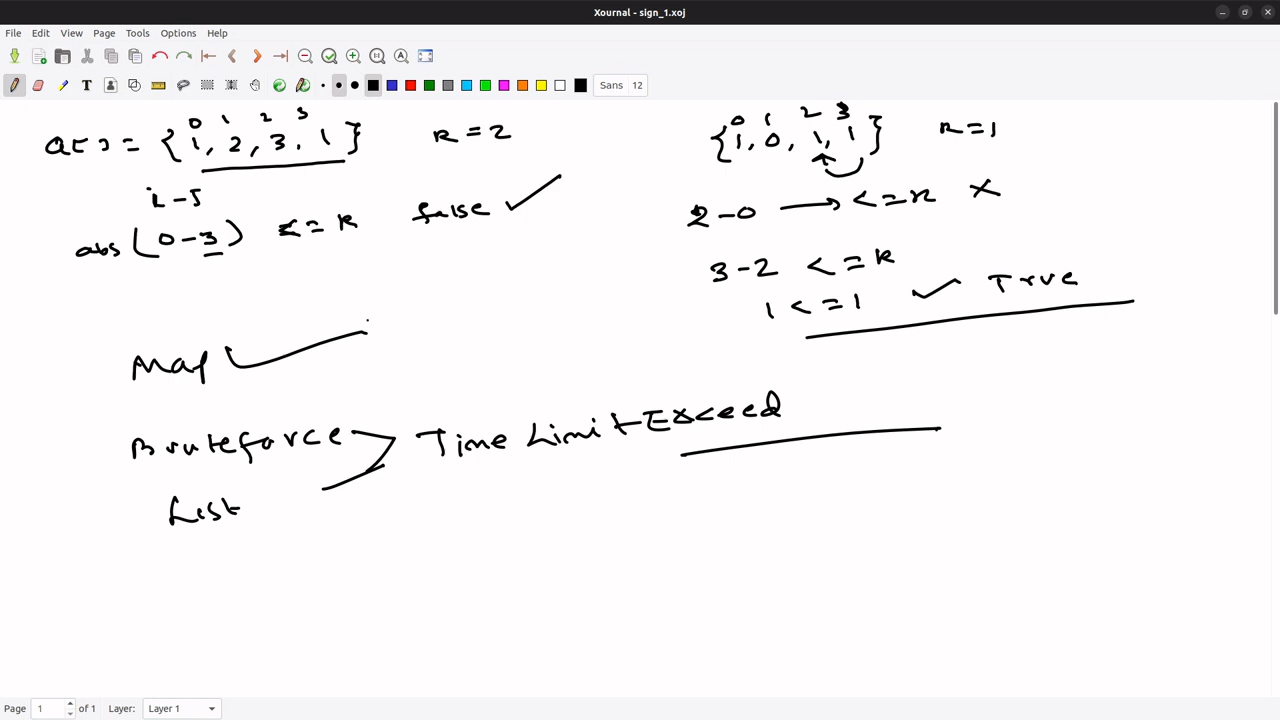 Xournal - sign_1.xoj
File Edit View Page Tools Options Help
Sans 12
0 1 2 3
arr = {1, 2, 3, 1} k = 2
i - j
abs (0 - 3) <= k false
0 1 2 3
{1, 0, 1, 1} k = 1
2 - 0 → <= k ×
3 - 2 <= k
1 <= 1 True
Map
Bruteforce Time Limit Exceed
List
Page 1 of 1 Layer: Layer 1